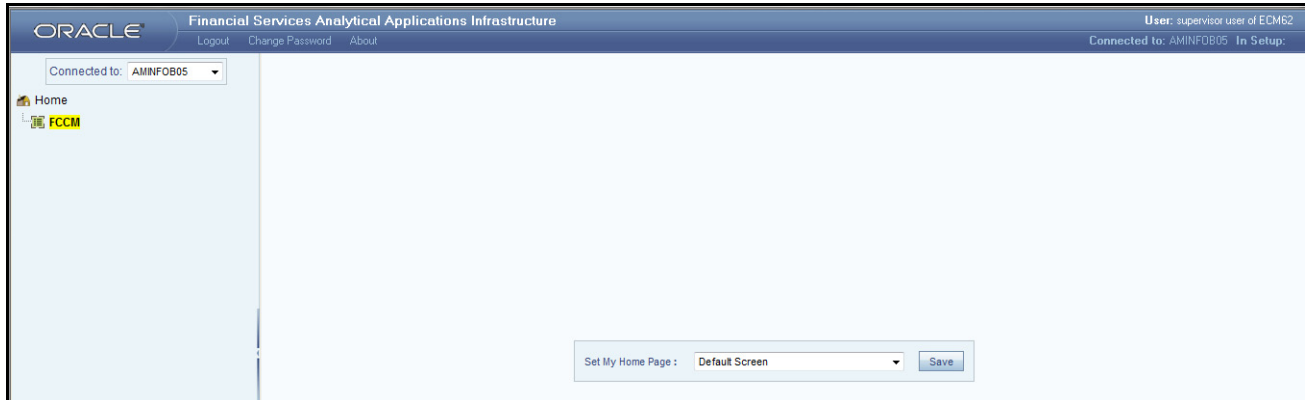 ORACLE®
Financial Services Analytical Applications Infrastructure
User: supervisor user of ECM62
Logout Change Password About
Connected to: AMINFOB05 In Setup:
Connected to: AMINFOB05
Home
FCCM
Set My Home Page : Default Screen Save